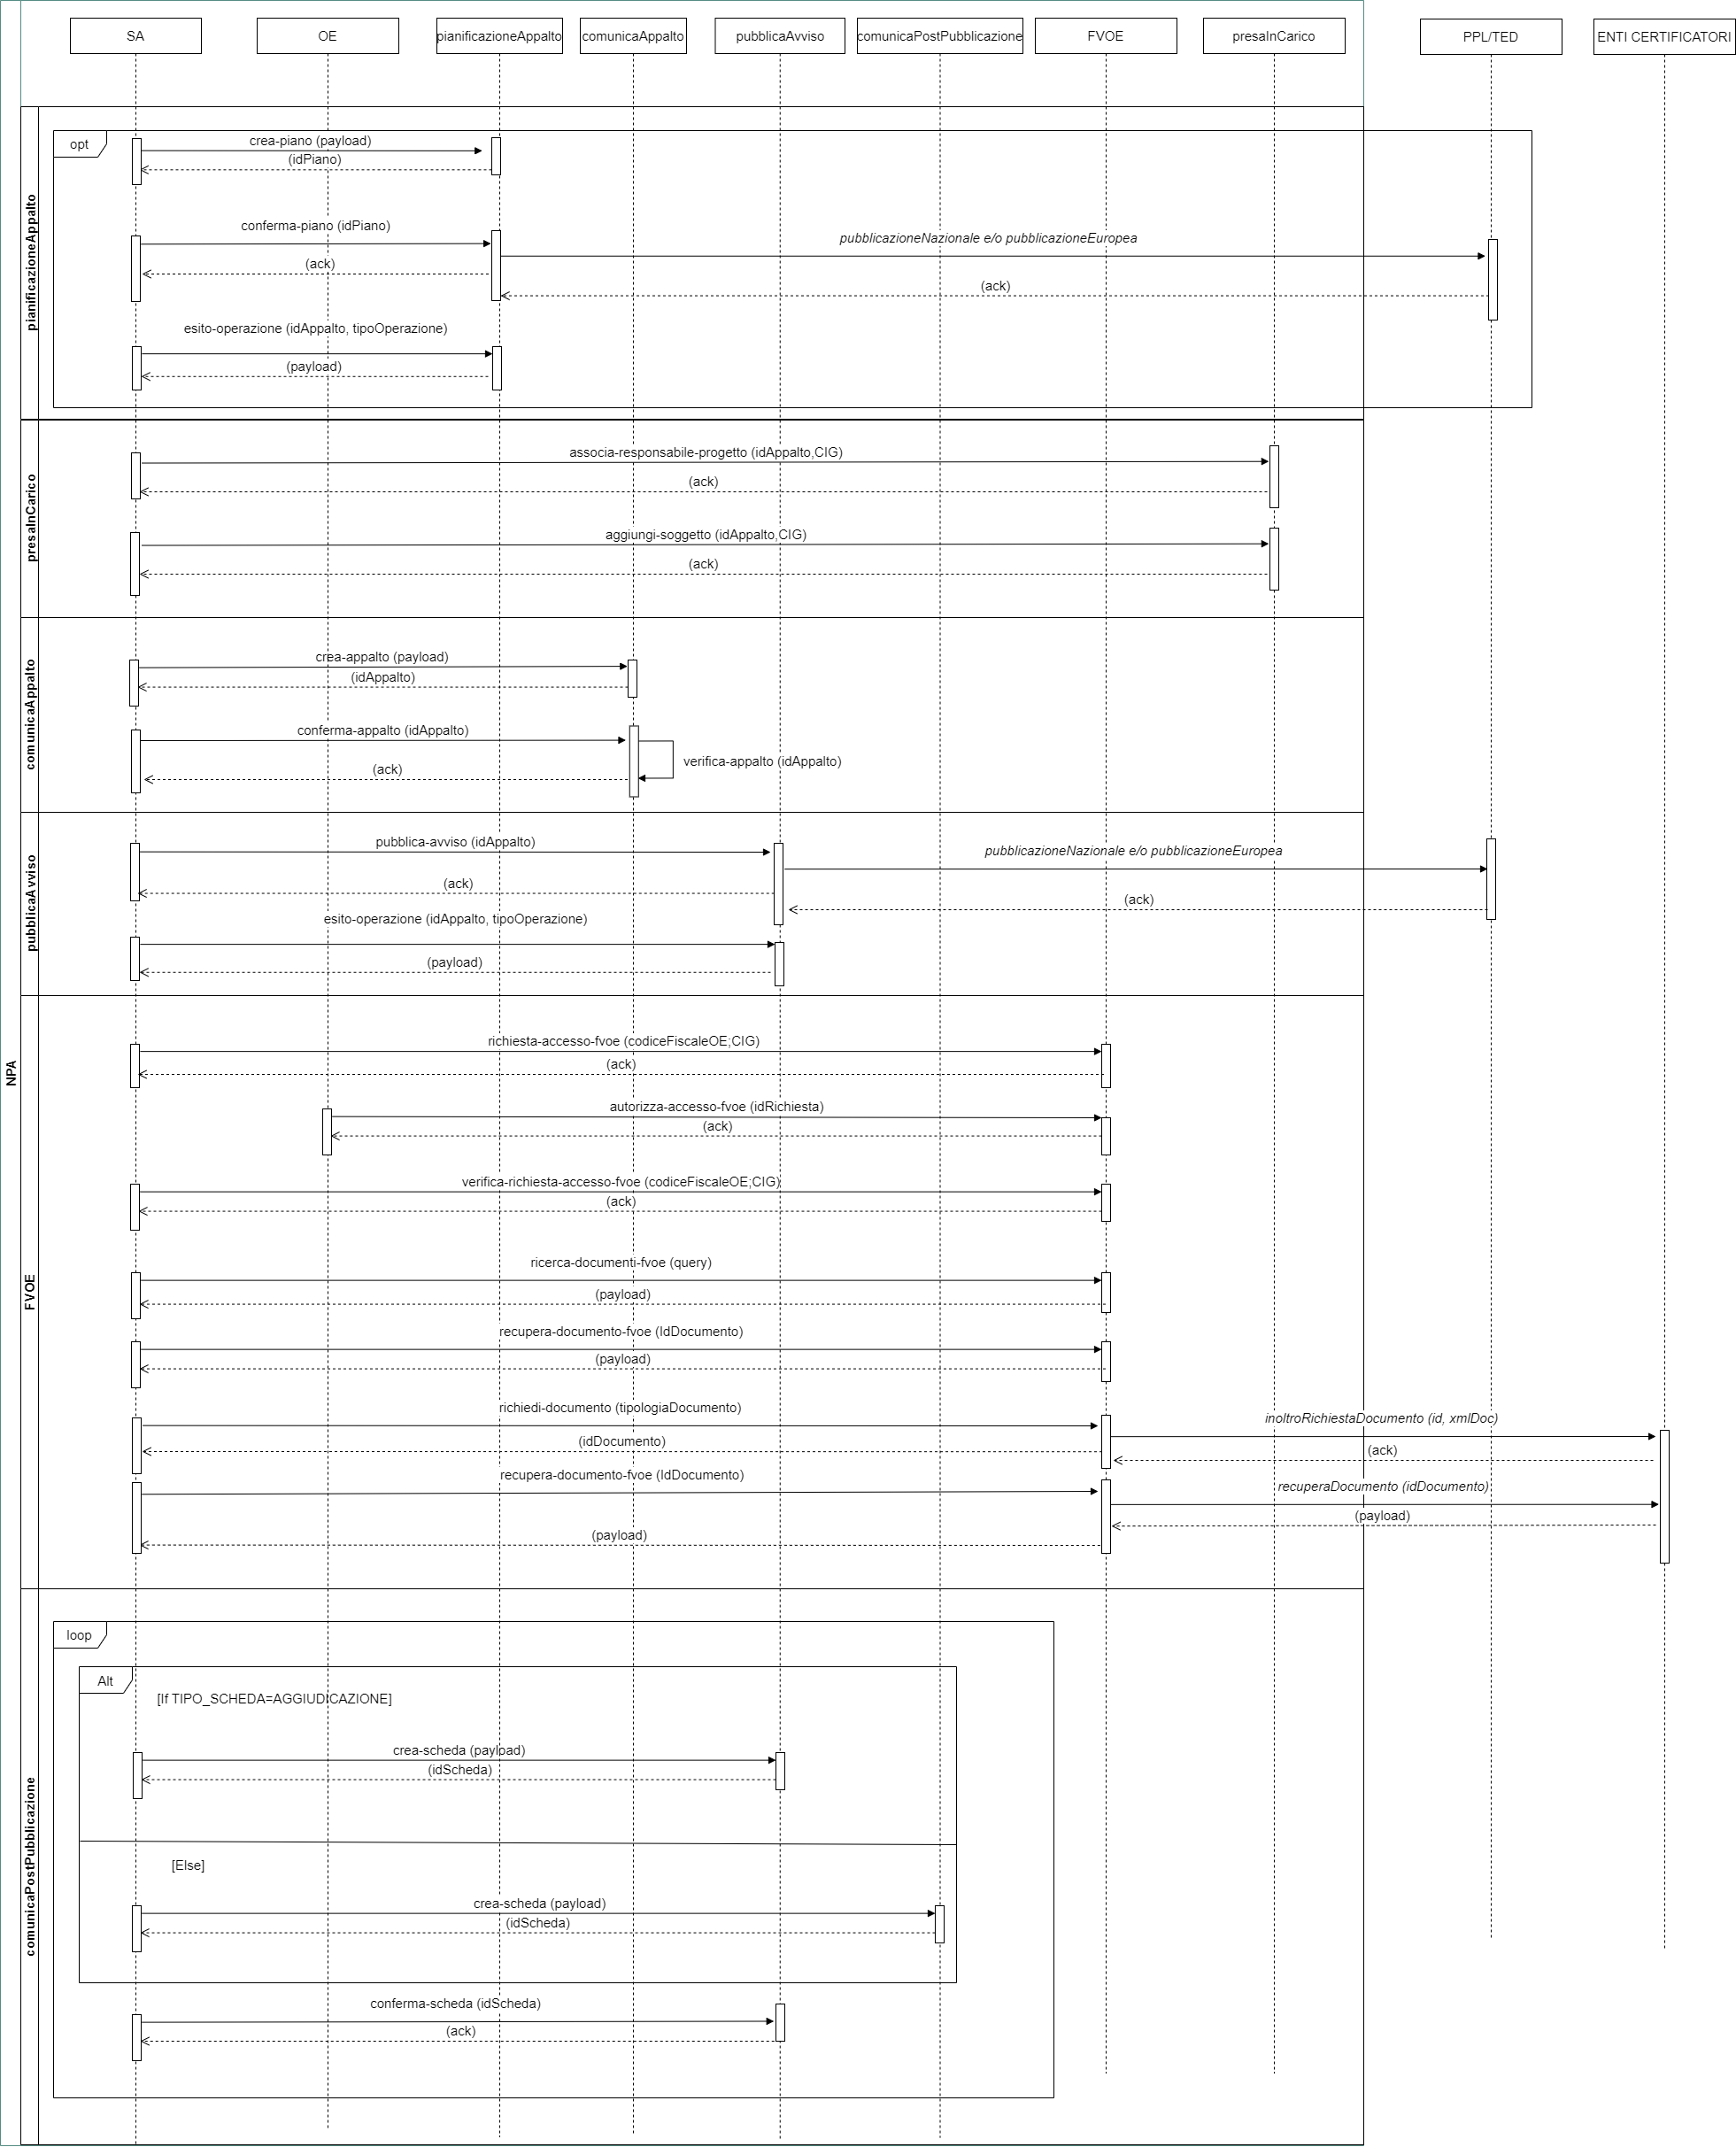 SA
OE
pianificazioneAppalto
comunicaAppalto
pubblicaAvviso
comunicaPostPubblicazione
FVOE
presaInCarico
PPL/TED
ENTI CERTIFICATORI
NPA
pianificazioneAppalto
opt
crea-piano (payload)
(idPiano)
conferma-piano (idPiano)
pubblicazioneNazionale e/o pubblicazioneEuropea
(ack)
(ack)
esito-operazione (idAppalto, tipoOperazione)
(payload)
presaInCarico
associa-responsabile-progetto (idAppalto,CIG)
(ack)
aggiungi-soggetto (idAppalto,CIG)
(ack)
comunicaAppalto
crea-appalto (payload)
(idAppalto)
conferma-appalto (idAppalto)
verifica-appalto (idAppalto)
(ack)
pubblicaAvviso
pubblica-avviso (idAppalto)
pubblicazioneNazionale e/o pubblicazioneEuropea
(ack)
(ack)
esito-operazione (idAppalto, tipoOperazione)
(payload)
FVOE
richiesta-accesso-fvoe (codiceFiscaleOE;CIG)
(ack)
autorizza-accesso-fvoe (idRichiesta)
(ack)
verifica-richiesta-accesso-fvoe (codiceFiscaleOE;CIG)
(ack)
ricerca-documenti-fvoe (query)
(payload)
recupera-documento-fvoe (IdDocumento)
(payload)
richiedi-documento (tipologiaDocumento)
inoltroRichiestaDocumento (id, xmlDoc)
(idDocumento)
(ack)
recupera-documento-fvoe (IdDocumento)
recuperaDocumento (idDocumento)
(payload)
(payload)
comunicaPostPubblicazione
loop
Alt
[If TIPO_SCHEDA=AGGIUDICAZIONE]
crea-scheda (payload)
(idScheda)
[Else]
crea-scheda (payload)
(idScheda)
conferma-scheda (idScheda)
(ack)